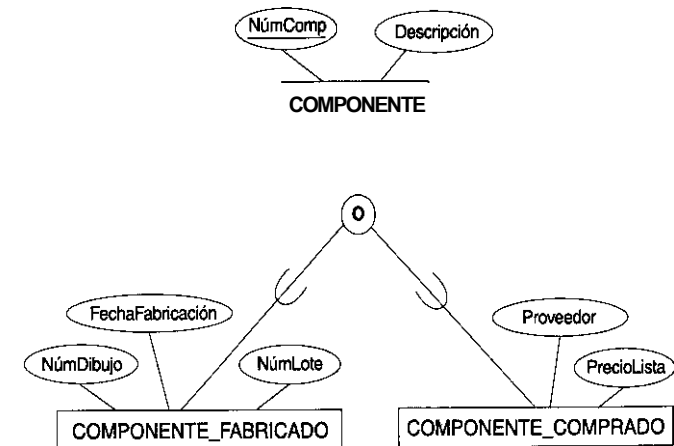 NúmComp
Descripción
COMPONENTE
O
FechaFabricación
Proveedor
NúmDibujo
NúmLote
PrecioLista
COMPONENTE_FABRICADO
COMPONENTE_COMPRADO